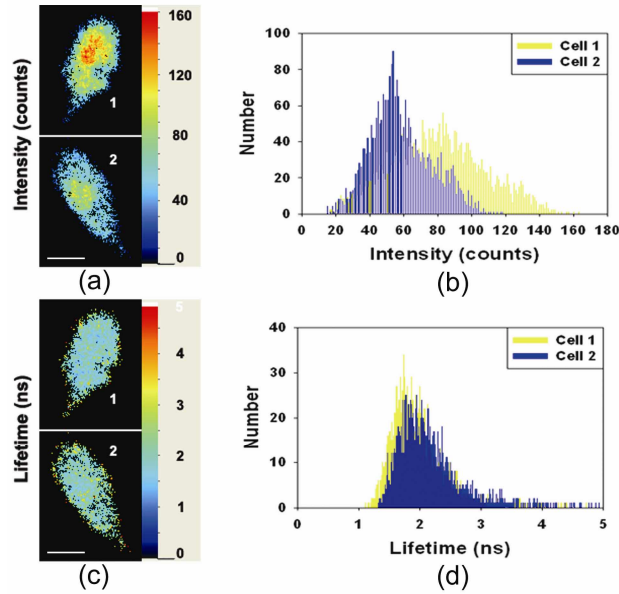 Intensity (counts)
1
2
160
120
80
40
0
(a)
Number
100
80
60
40
20
0
Cell 1
Cell 2
0 20 40 60 80 100 120 140 160 180
Intensity (counts)
(b)
Lifetime (ns)
1
2
5
4
3
2
1
0
(c)
Number
40
30
20
10
0
Cell 1
Cell 2
0 1 2 3 4 5
Lifetime (ns)
(d)